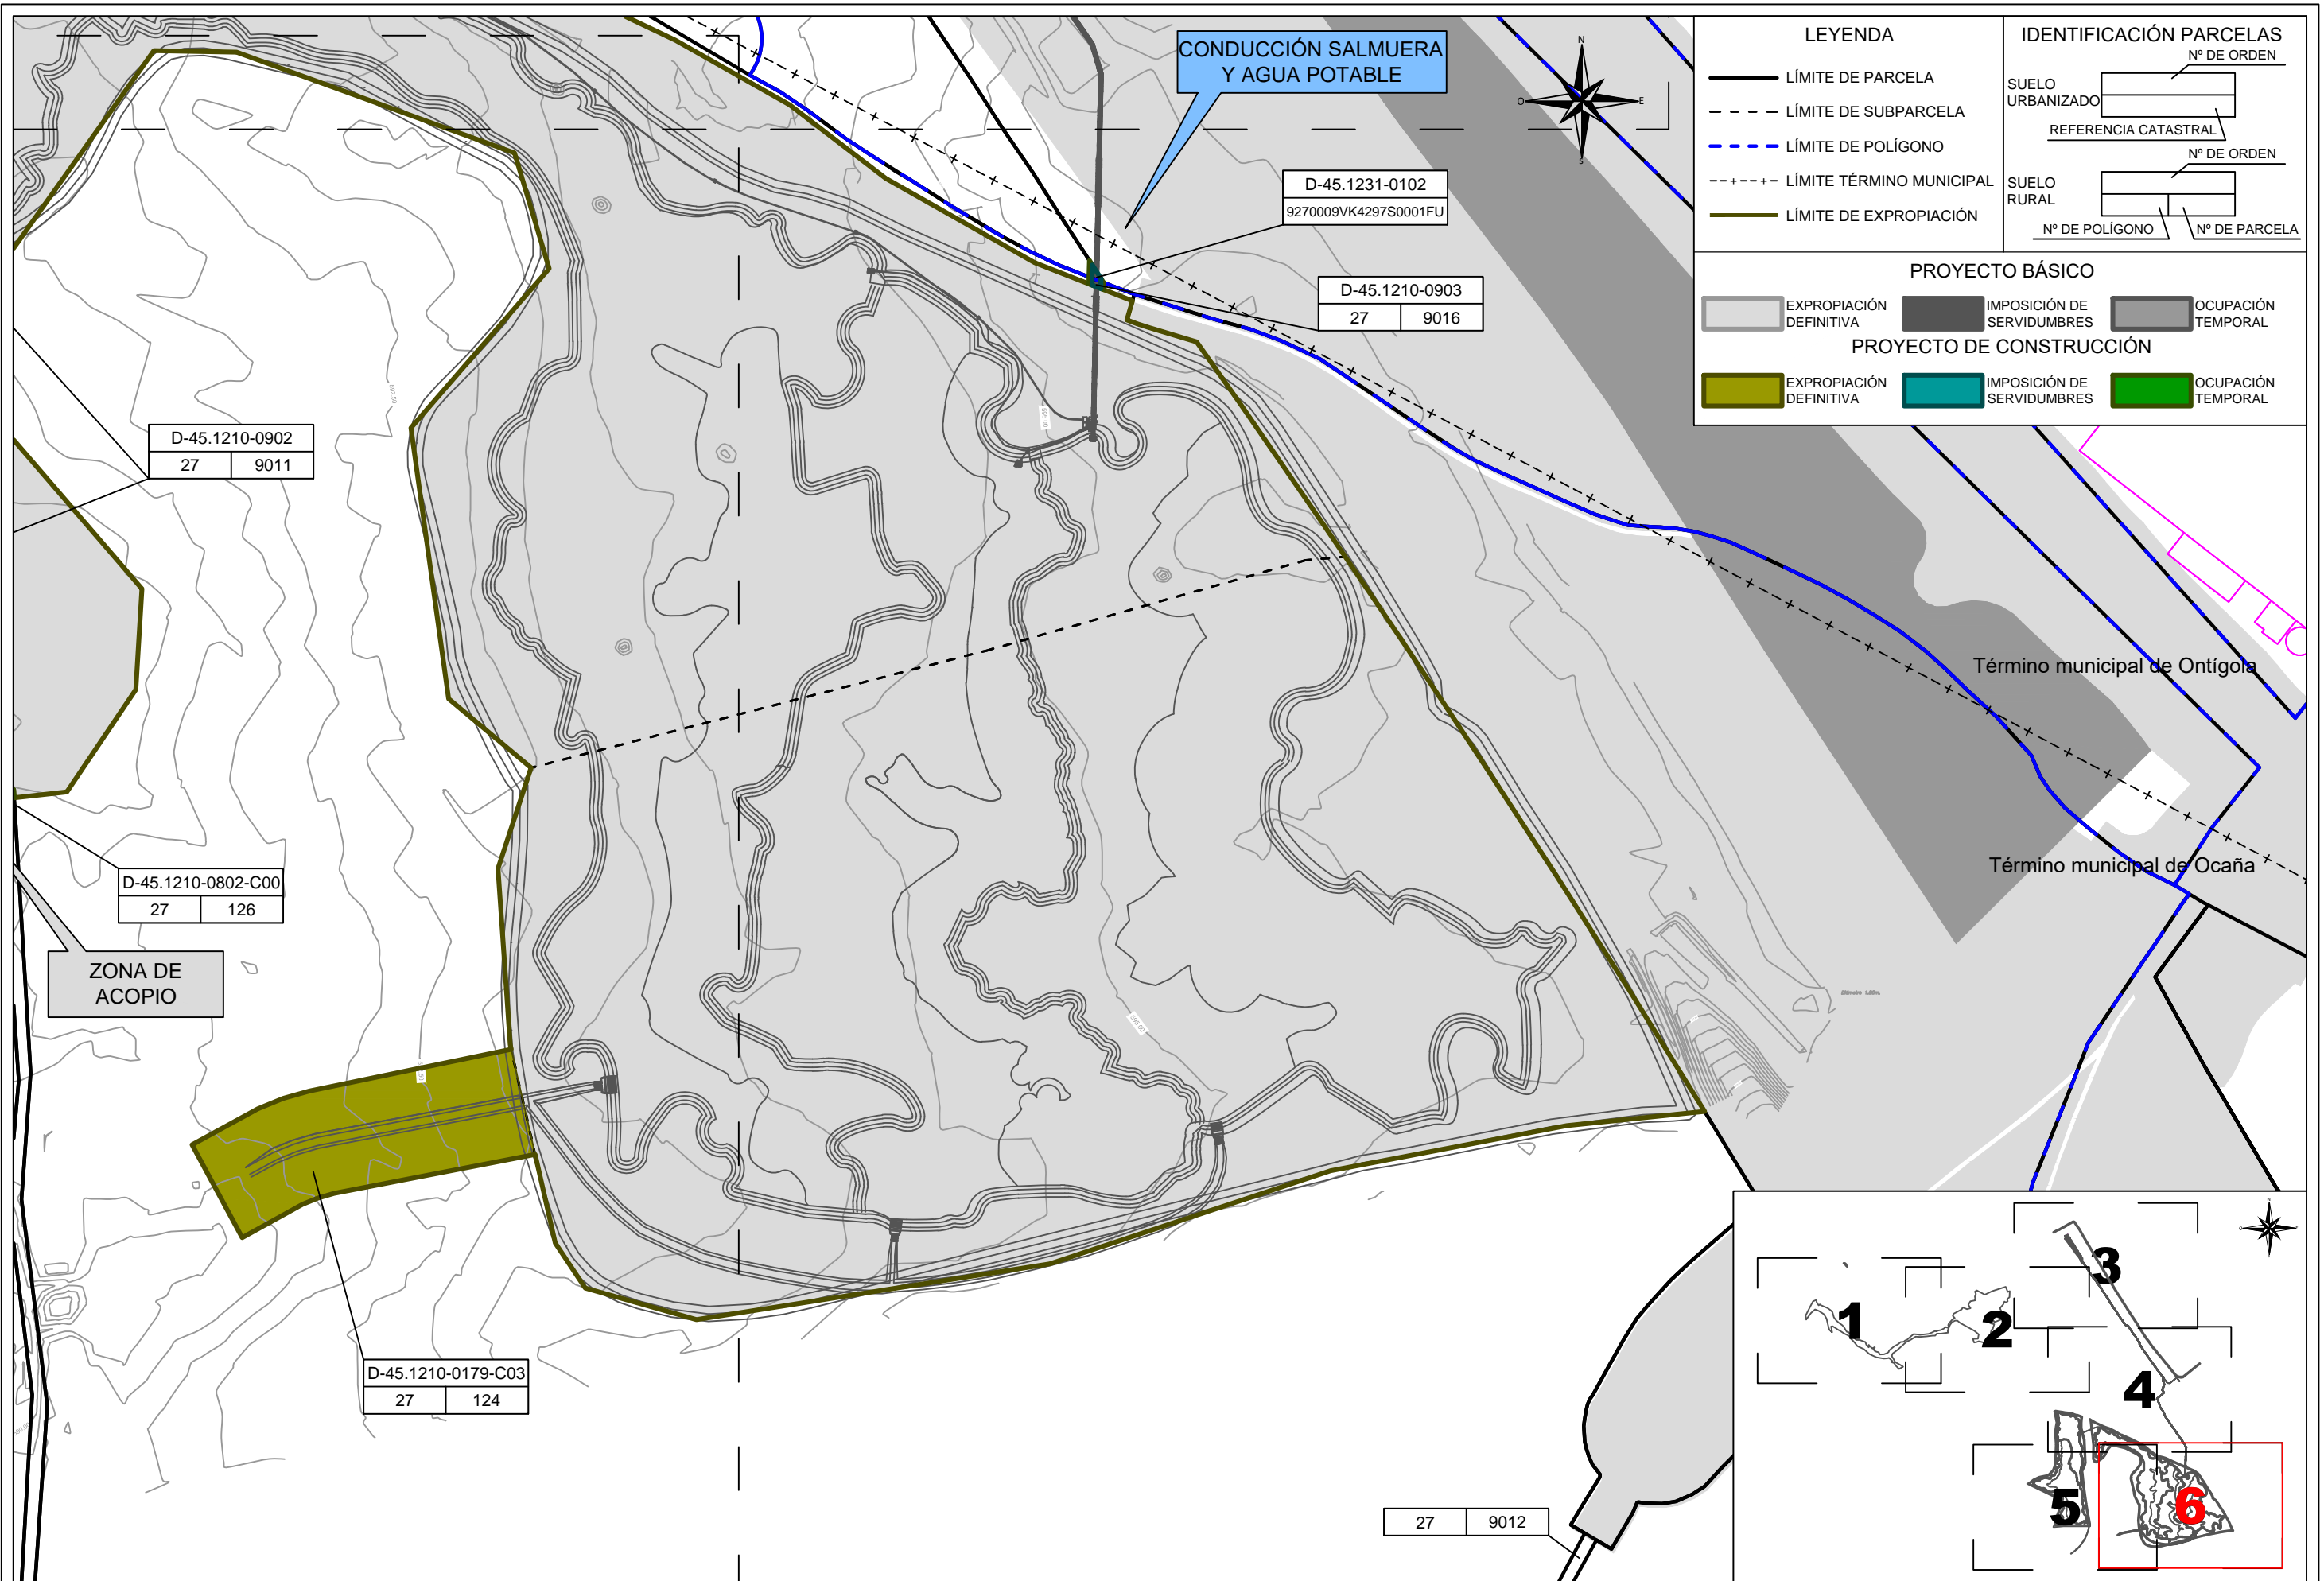 CONDUCCIÓN SALMUERA
Y AGUA POTABLE
N
O
E
S
LEYENDA
LÍMITE DE PARCELA
LÍMITE DE SUBPARCELA
LÍMITE DE POLÍGONO
LÍMITE TÉRMINO MUNICIPAL
LÍMITE DE EXPROPIACIÓN
IDENTIFICACIÓN PARCELAS
Nº DE ORDEN
SUELO
URBANIZADO
REFERENCIA CATASTRAL
Nº DE ORDEN
SUELO
RURAL
Nº DE POLÍGONO
Nº DE PARCELA
PROYECTO BÁSICO
EXPROPIACIÓN
DEFINITIVA
IMPOSICIÓN DE
SERVIDUMBRES
OCUPACIÓN
TEMPORAL
PROYECTO DE CONSTRUCCIÓN
EXPROPIACIÓN
DEFINITIVA
IMPOSICIÓN DE
SERVIDUMBRES
OCUPACIÓN
TEMPORAL
D-45.1231-0102
9270009VK4297S0001FU
D-45.1210-0903
27 9016
D-45.1210-0902
27 9011
Término municipal de Ontígola
Término municipal de Ocaña
D-45.1210-0802-C00
27 126
ZONA DE
ACOPIO
D-45.1210-0179-C03
27 124
27 9012
1
2
3
4
5
6